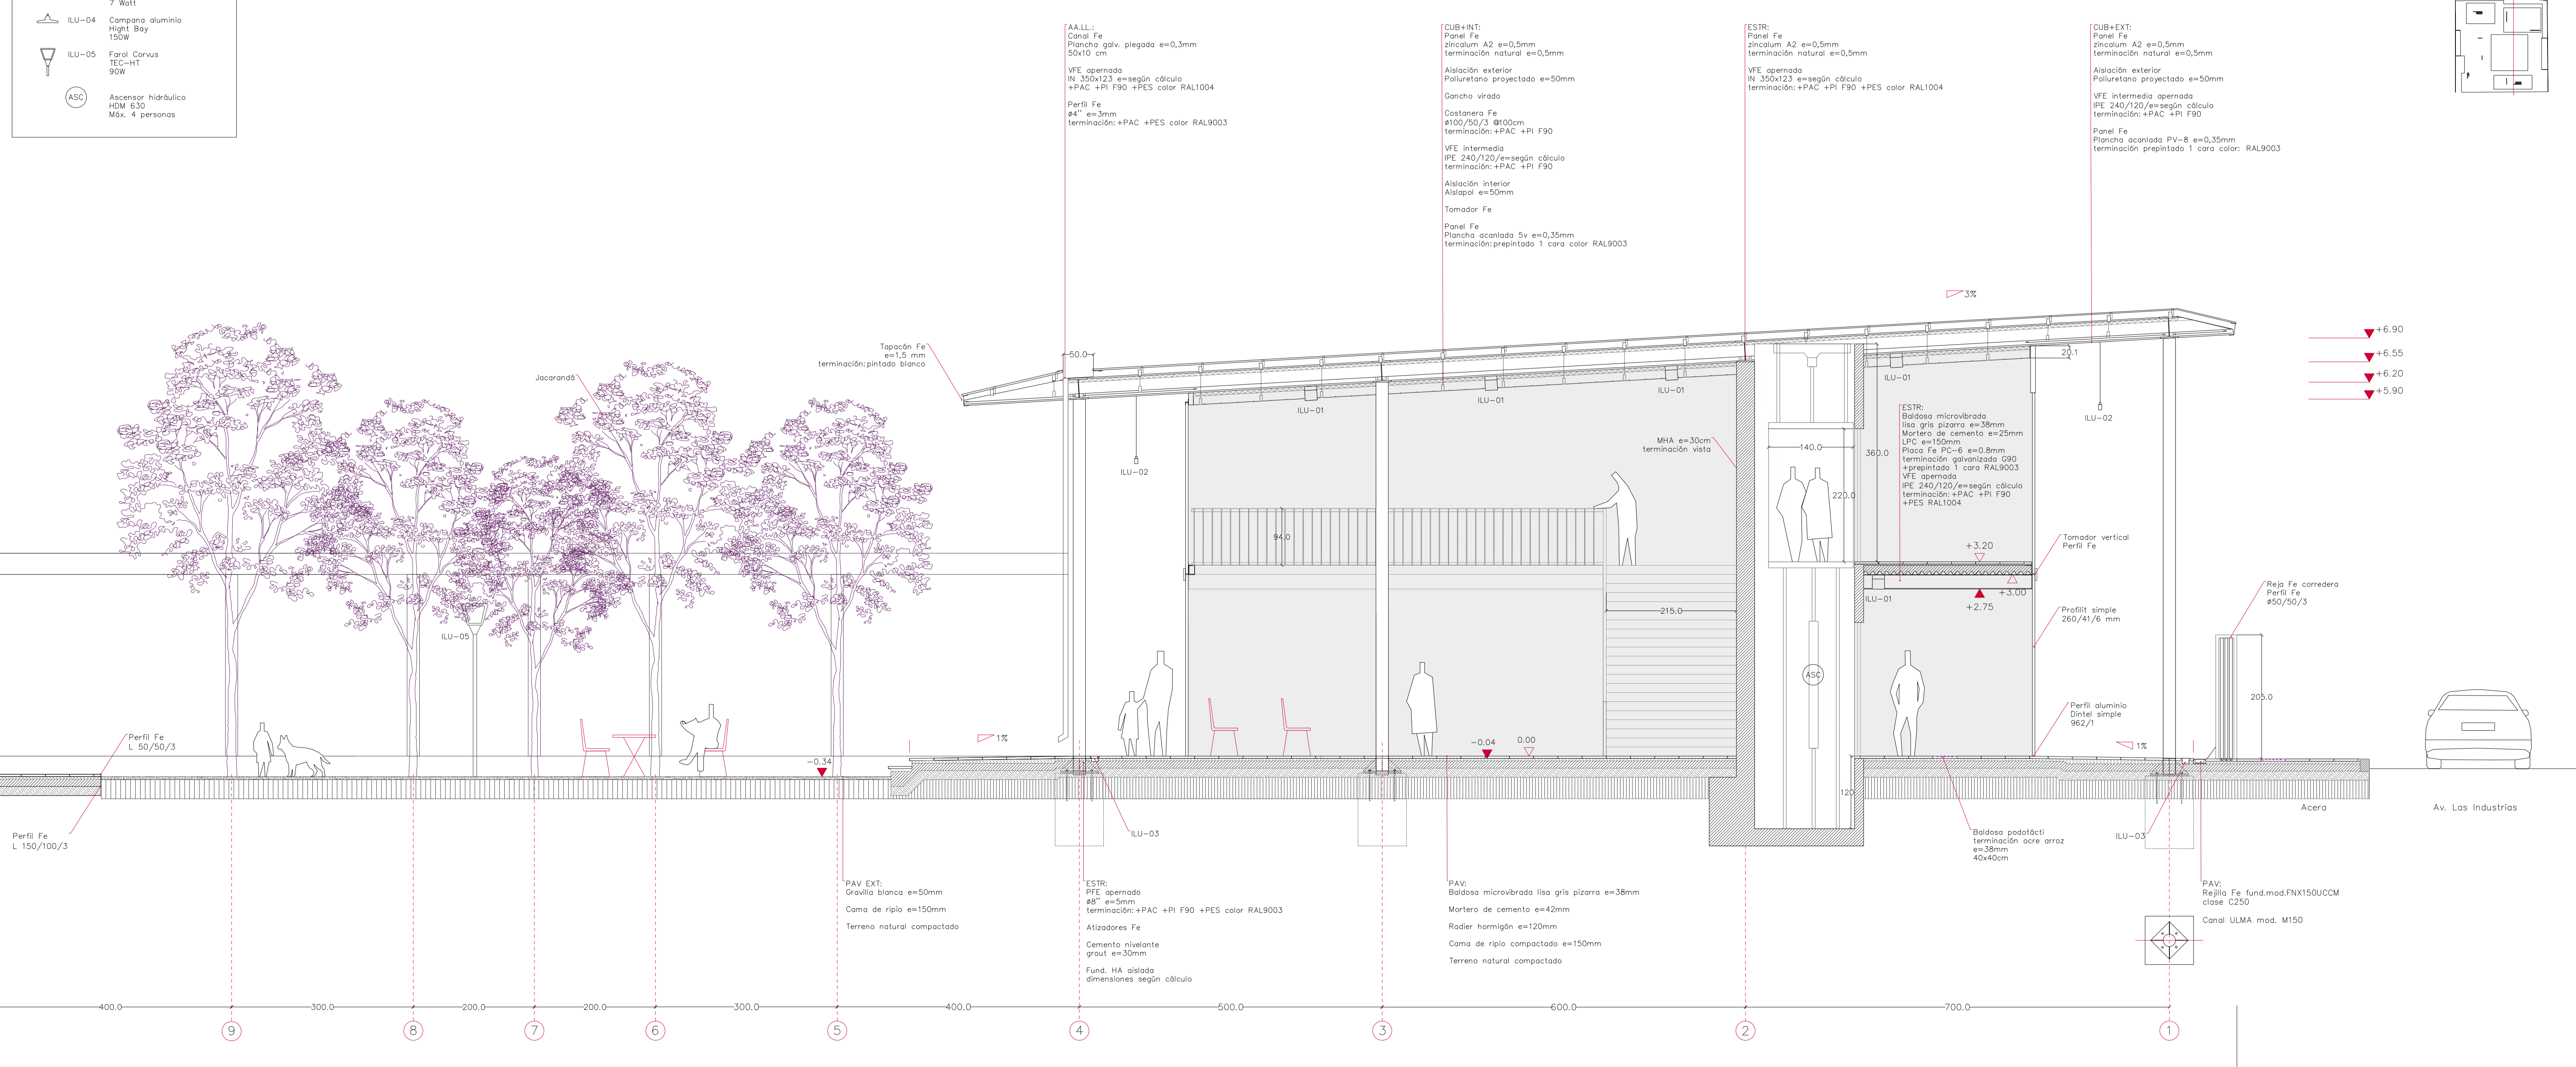 7 Watt
ILU-04 Campana aluminio
Hight Bay
150W
ILU-05 Farol Corvus
TEC-HT
90W
ASC Ascensor hidráulico
HDM 630
Máx. 4 personas
AA.LL.:
Canal Fe
Plancha galv. plegada e=0,3mm
50x10 cm
VFE apernada
IN 350x123 e=según cálculo
+PAC +PI F90 +PES color RAL1004
Perfil Fe
ø4'' e=3mm
terminación:+PAC +PES color RAL9003
CUB+INT:
Panel Fe
zincalum A2 e=0,5mm
terminación natural e=0,5mm
Aislación exterior
Poliuretano proyectado e=50mm
Gancho virado
Costanera Fe
ø100/50/3 @100cm
terminación:+PAC +PI F90
VFE intermedia
IPE 240/120/e=según cálculo
terminación:+PAC +PI F90
Aislación interior
Aislapol e=50mm
Tomador Fe
Panel Fe
Plancha acanlada 5v e=0,35mm
terminación:prepintado 1 cara color RAL9003
ESTR:
Panel Fe
zincalum A2 e=0,5mm
terminación natural e=0,5mm
VFE apernada
IN 350x123 e=según cálculo
terminación:+PAC +PI F90 +PES color RAL1004
CUB+EXT:
Panel Fe
zincalum A2 e=0,5mm
terminación natural e=0,5mm
Aislación exterior
Poliuretano proyectado e=50mm
VFE intermedia apernada
IPE 240/120/e=según cálculo
terminación:+PAC +PI F90
Panel Fe
Plancha acanlada PV-8 e=0,35mm
terminación prepintado 1 cara color: RAL9003
3%
+6.90
+6.55
+6.20
+5.90
Tapacán Fe
e=1,5 mm
terminación:pintado blanco
50.0
20.1
Jacarandá
ILU-01
ILU-01
ILU-01
ILU-01
ILU-02
ILU-02
MHA e=30cm
terminación vista
140.0
360.0
220.0
ESTR:
Baldosa microvibrada
lisa gris pizarra e=38mm
Mortero de cemento e=25mm
LPC e=150mm
Placa Fe PC-6 e=0.8mm
terminación galvanizada G90
+prepintado 1 cara RAL9003
VFE apernada
IPE 240/120/e=según cálculo
terminación:+PAC +PI F90
+PES RAL1004
94.0
+3.20
Tomador vertical
Perfil Fe
ILU-01
+3.00
+2.75
Reja Fe corredera
Perfil Fe
ø50/50/3
215.0
Profilit simple
260/41/6 mm
ILU-05
ASC
205.0
Perfil aluminio
Dintel simple
962/1
Perfil Fe
L 50/50/3
1%
-0.04
0.00
1%
-0.34
120
Acera
Av. Las Industrias
Perfil Fe
L 150/100/3
ILU-03
ILU-03
Baldosa podotácti
terminación ocre arroz
e=38mm
40x40cm
PAV EXT:
Gravilla blanca e=50mm
Cama de ripio e=150mm
Terreno natural compactado
ESTR:
PFE apernado
ø8'' e=5mm
terminación:+PAC +PI F90 +PES color RAL9003
Atizadores Fe
Cemento nivelante
grout e=30mm
Fund. HA aislada
dimensiones según cálculo
PAV:
Baldosa microvibrada lisa gris pizarra e=38mm
Mortero de cemento e=42mm
Radier hormigón e=120mm
Cama de ripio compactado e=150mm
Terreno natural compactado
PAV:
Rejilla Fe fund.mod.FNX150UCCM
clase C250
Canal ULMA mod. M150
400.0 300.0 200.0 200.0 300.0 400.0 500.0 600.0 700.0
9 8 7 6 5 4 3 2 1